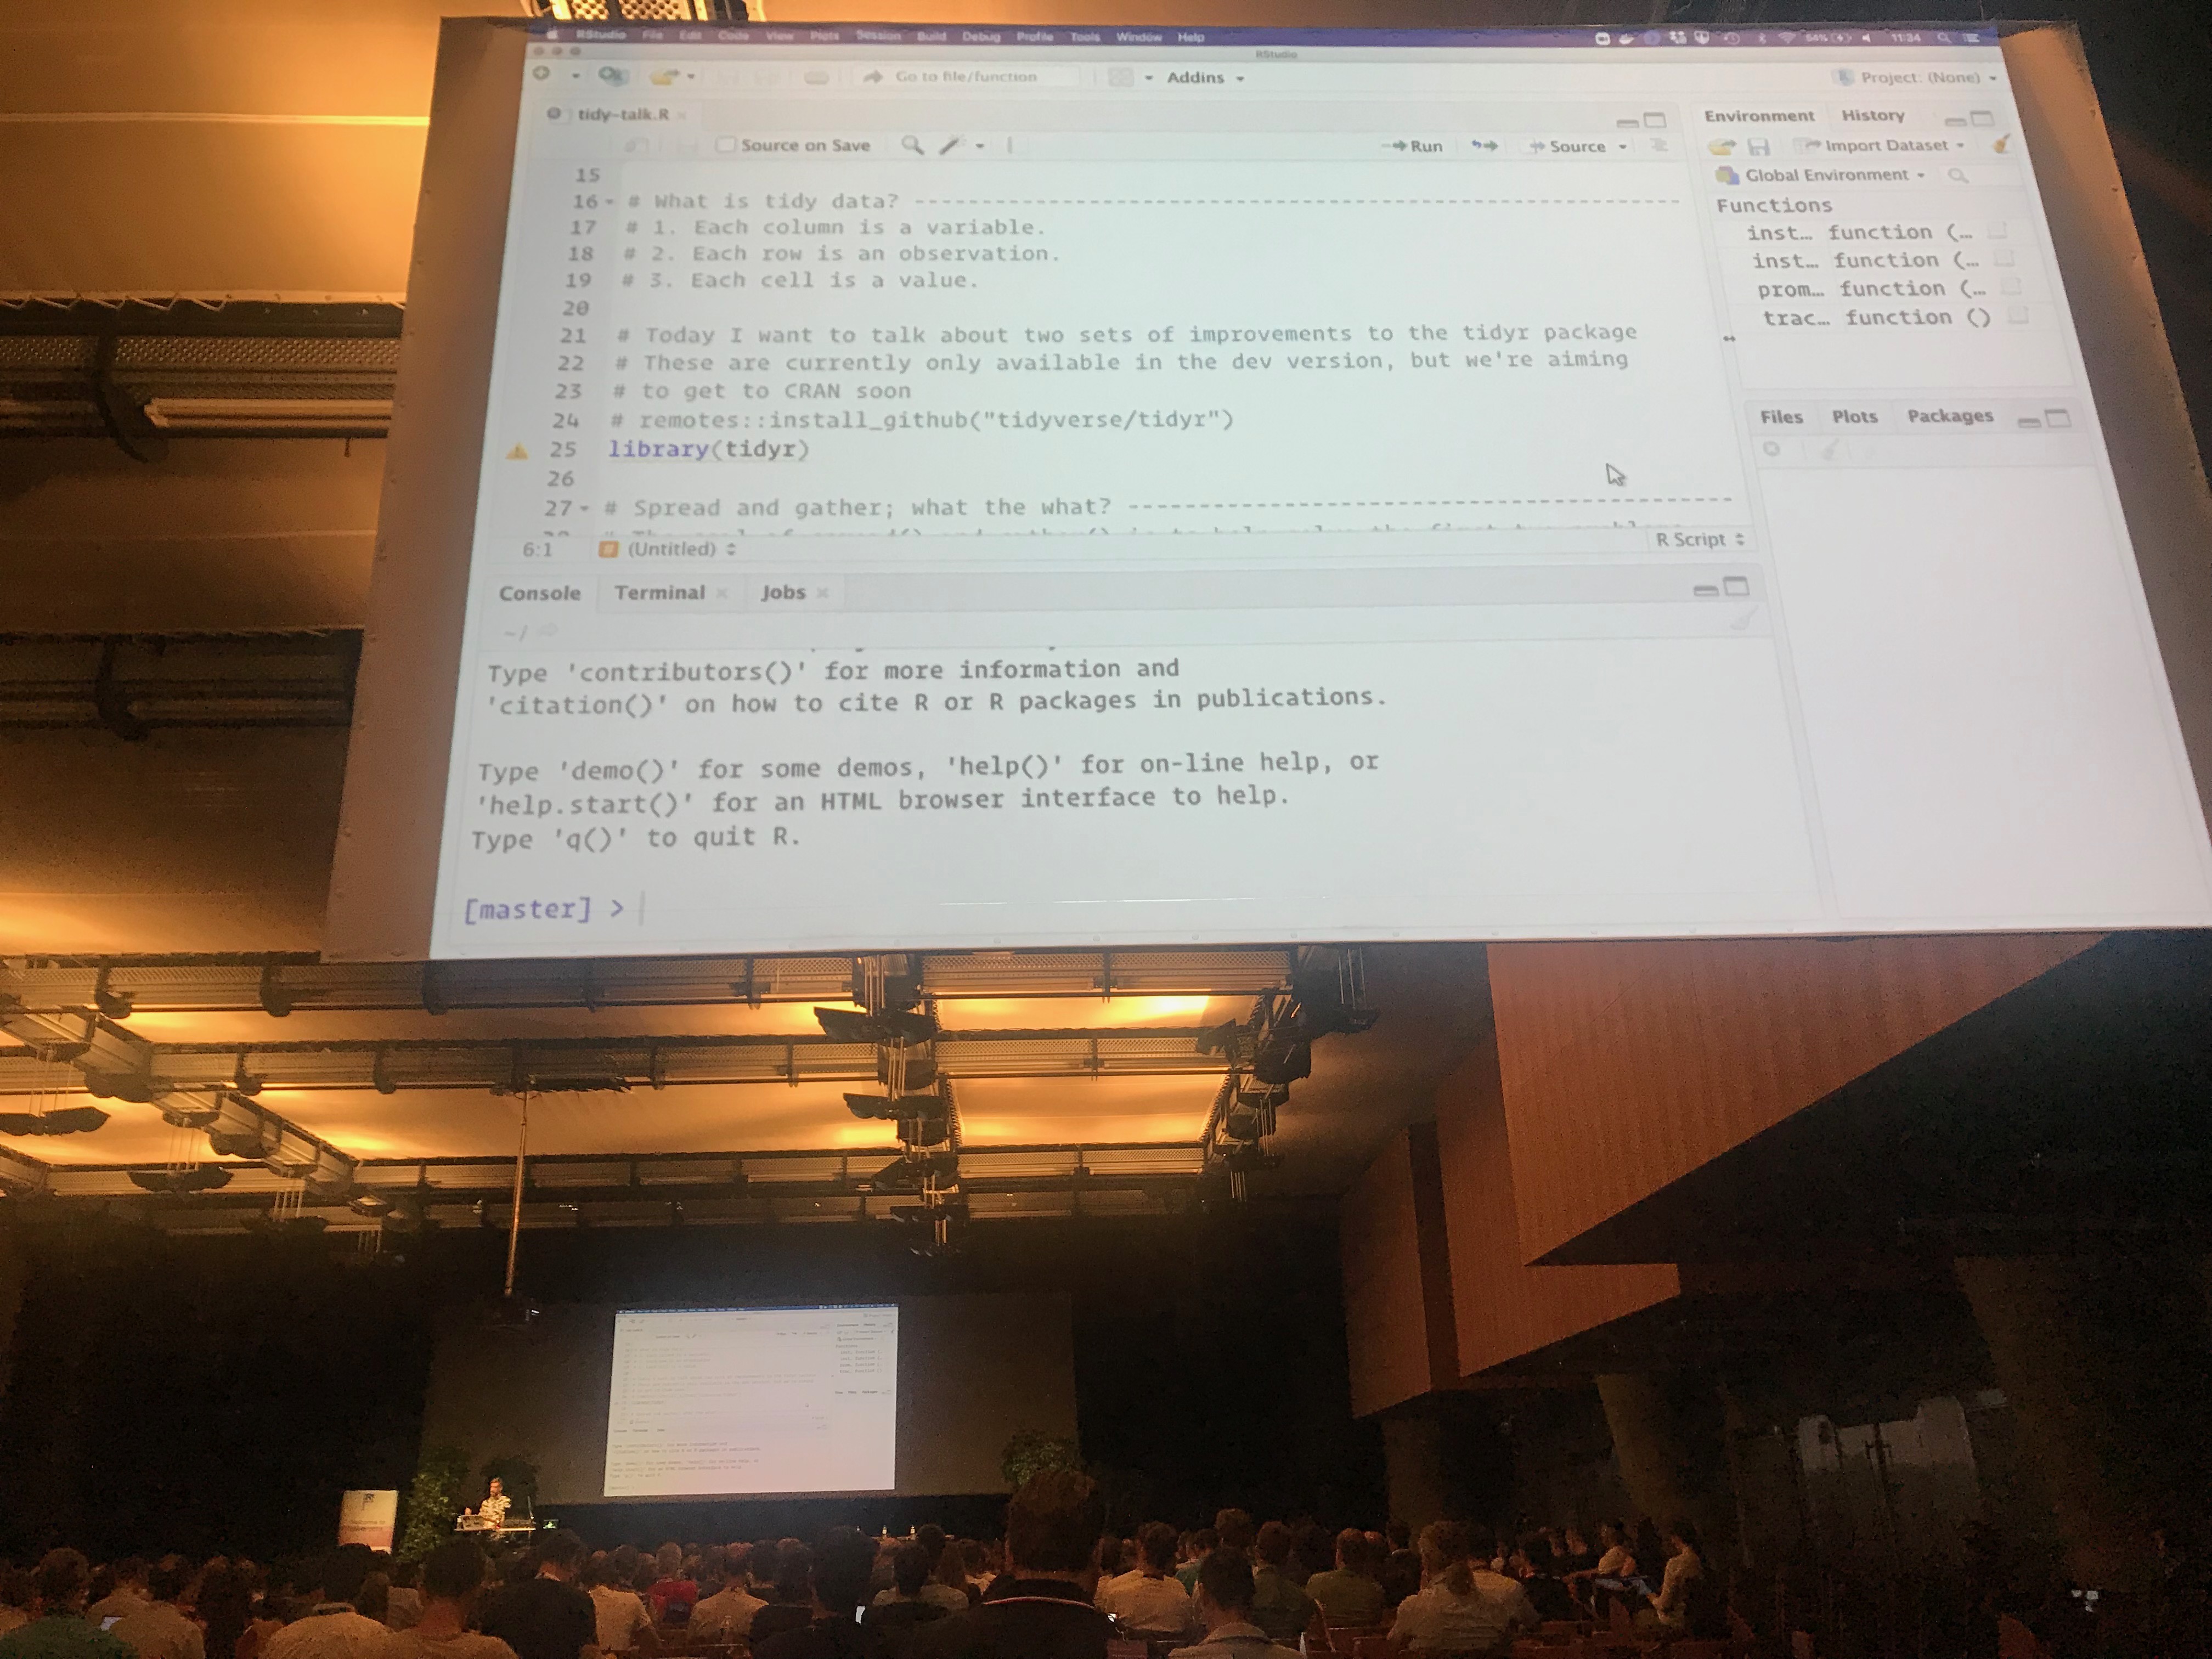 RStudio File Edit Code View Plots Session Build Debug Profile Tools Window Help 54% 11:34
RStudio
Go to file/function Addins Project: (None)
tidy-talk.R
Source on Save Run Source
15
16 # What is tidy data? ----------------------------------------------------------
17 # 1. Each column is a variable.
18 # 2. Each row is an observation.
19 # 3. Each cell is a value.
20
21 # Today I want to talk about two sets of improvements to the tidyr package
22 # These are currently only available in the dev version, but we're aiming
23 # to get to CRAN soon
24 # remotes::install_github("tidyverse/tidyr")
25 library(tidyr)
26
27 # Spread and gather; what the what? ---------------------------------------------
6:1 (Untitled) R Script
Console Terminal Jobs
~/
Type 'contributors()' for more information and
'citation()' on how to cite R or R packages in publications.
Type 'demo()' for some demos, 'help()' for on-line help, or
'help.start()' for an HTML browser interface to help.
Type 'q()' to quit R.
[master] >
Environment History
Import Dataset
Global Environment
Functions
inst… function (…
inst… function (…
prom… function (…
trac… function ()
Files Plots Packages